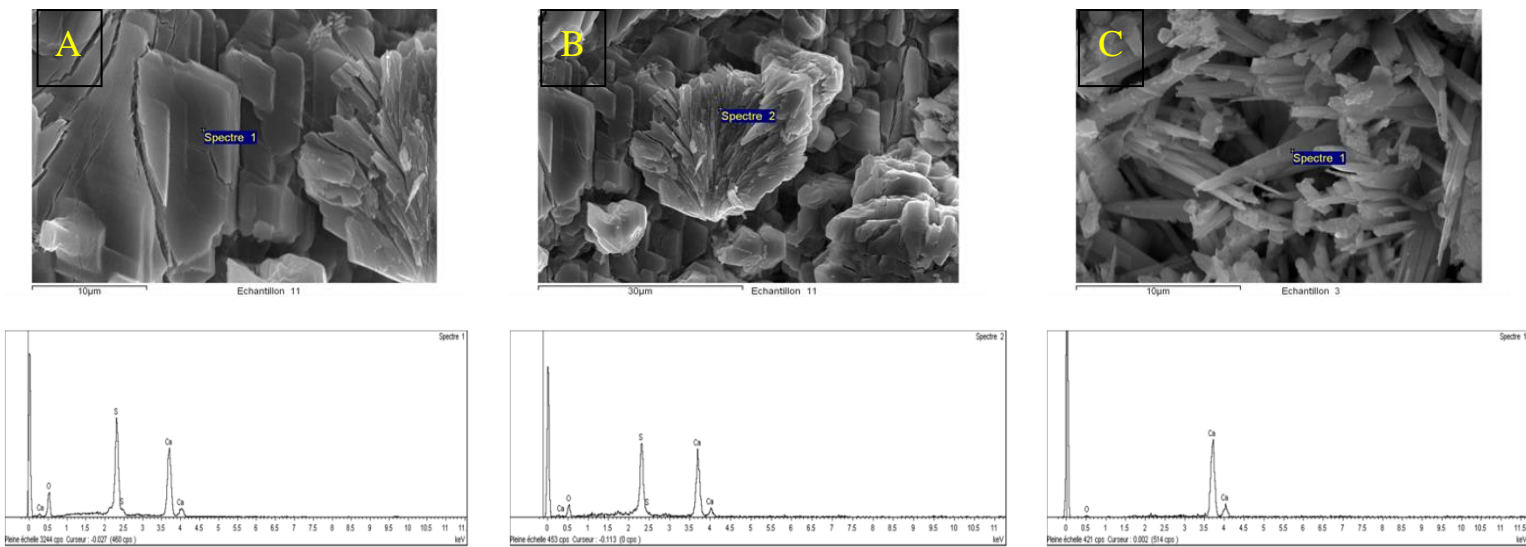 A
B
C
Spectre 1
Spectre 2
Spectre 1
10µm Echantillon 11
30µm Echantillon 11
10µm Echantillon 3
Spectre 1
S
Ca
O
Ca
S
Ca
0 0.5 1 1.5 2 2.5 3 3.5 4 4.5 5 5.5 6 6.5 7 7.5 8 8.5 9 9.5 10 10.5 11
Pleine échelle 3244 cps Curseur : -0.027 (460 cps)
keV
Spectre 2
S
Ca
O
Ca
S
Ca
0 0.5 1 1.5 2 2.5 3 3.5 4 4.5 5 5.5 6 6.5 7 7.5 8 8.5 9 9.5 10 10.5 11
Pleine échelle 453 cps Curseur : -0.113 (0 cps)
keV
Spectre 1
Ca
O
Ca
0 0.5 1 1.5 2 2.5 3 3.5 4 4.5 5 5.5 6 6.5 7 7.5 8 8.5 9 9.5 10 10.5 11 11.5
Pleine échelle 421 cps Curseur : 0.002 (514 cps)
keV